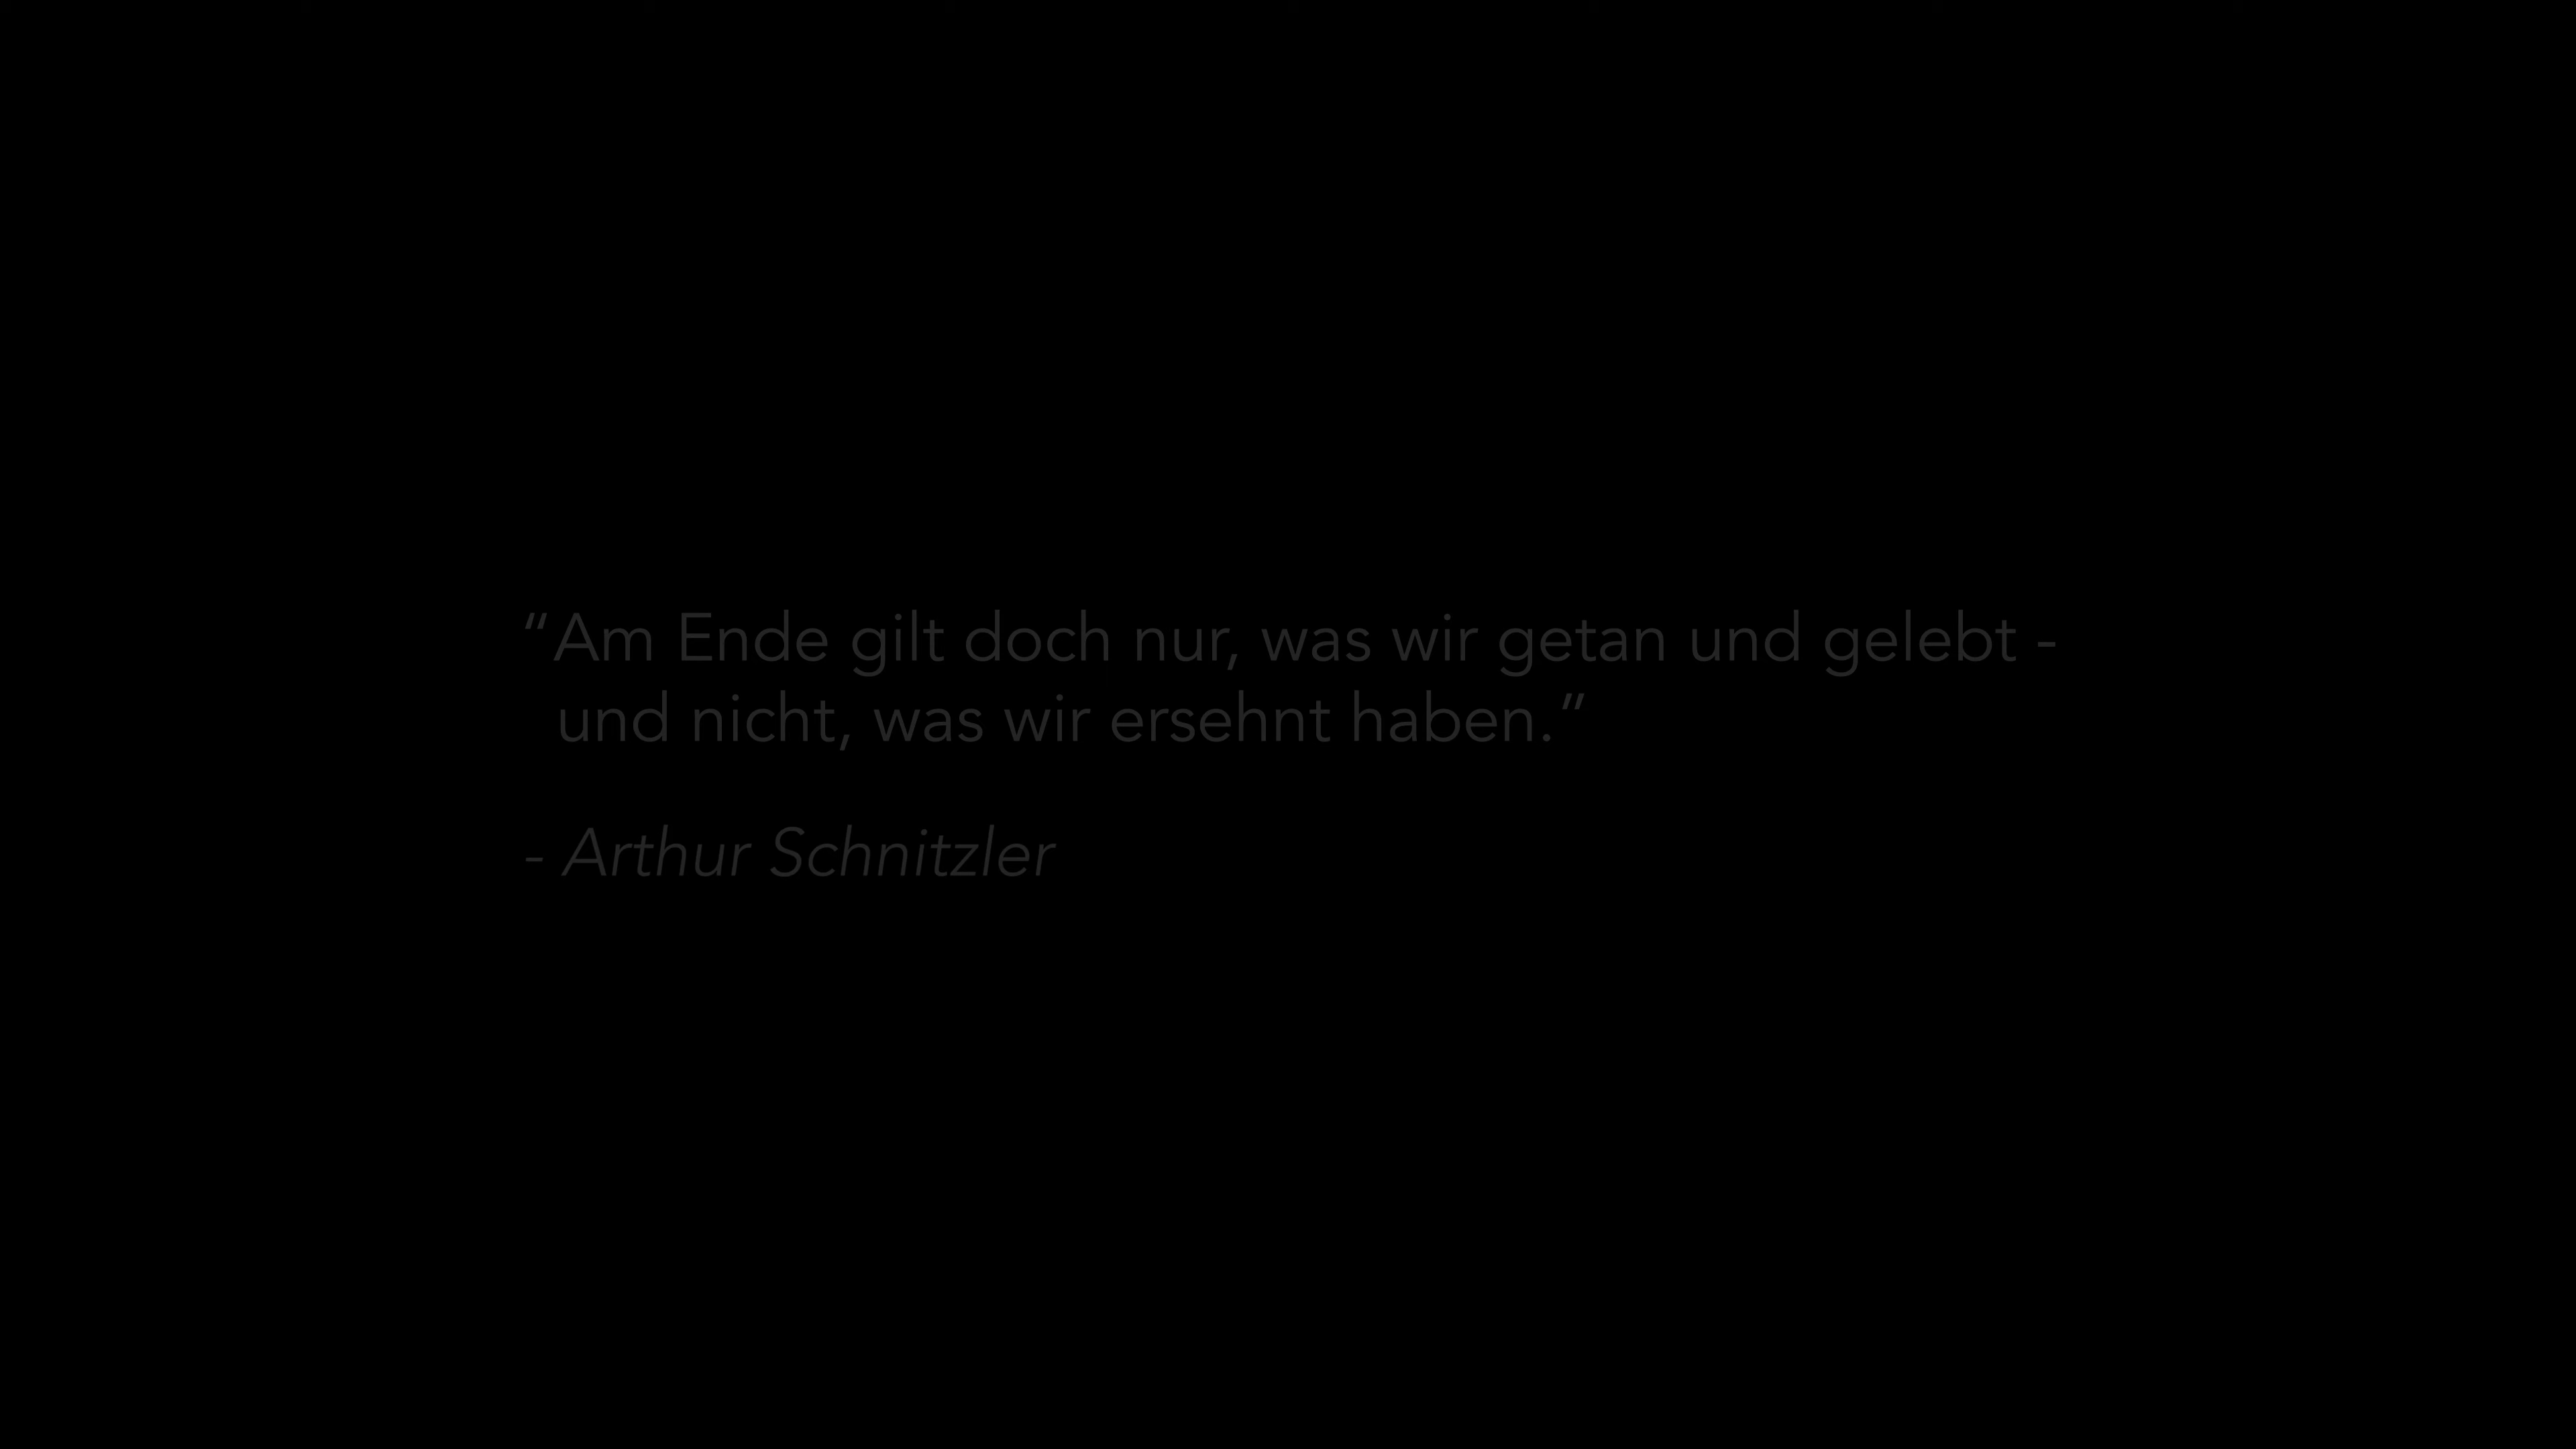 “Am Ende gilt doch nur, was wir getan und gelebt -
und nicht, was wir ersehnt haben.”
- Arthur Schnitzler